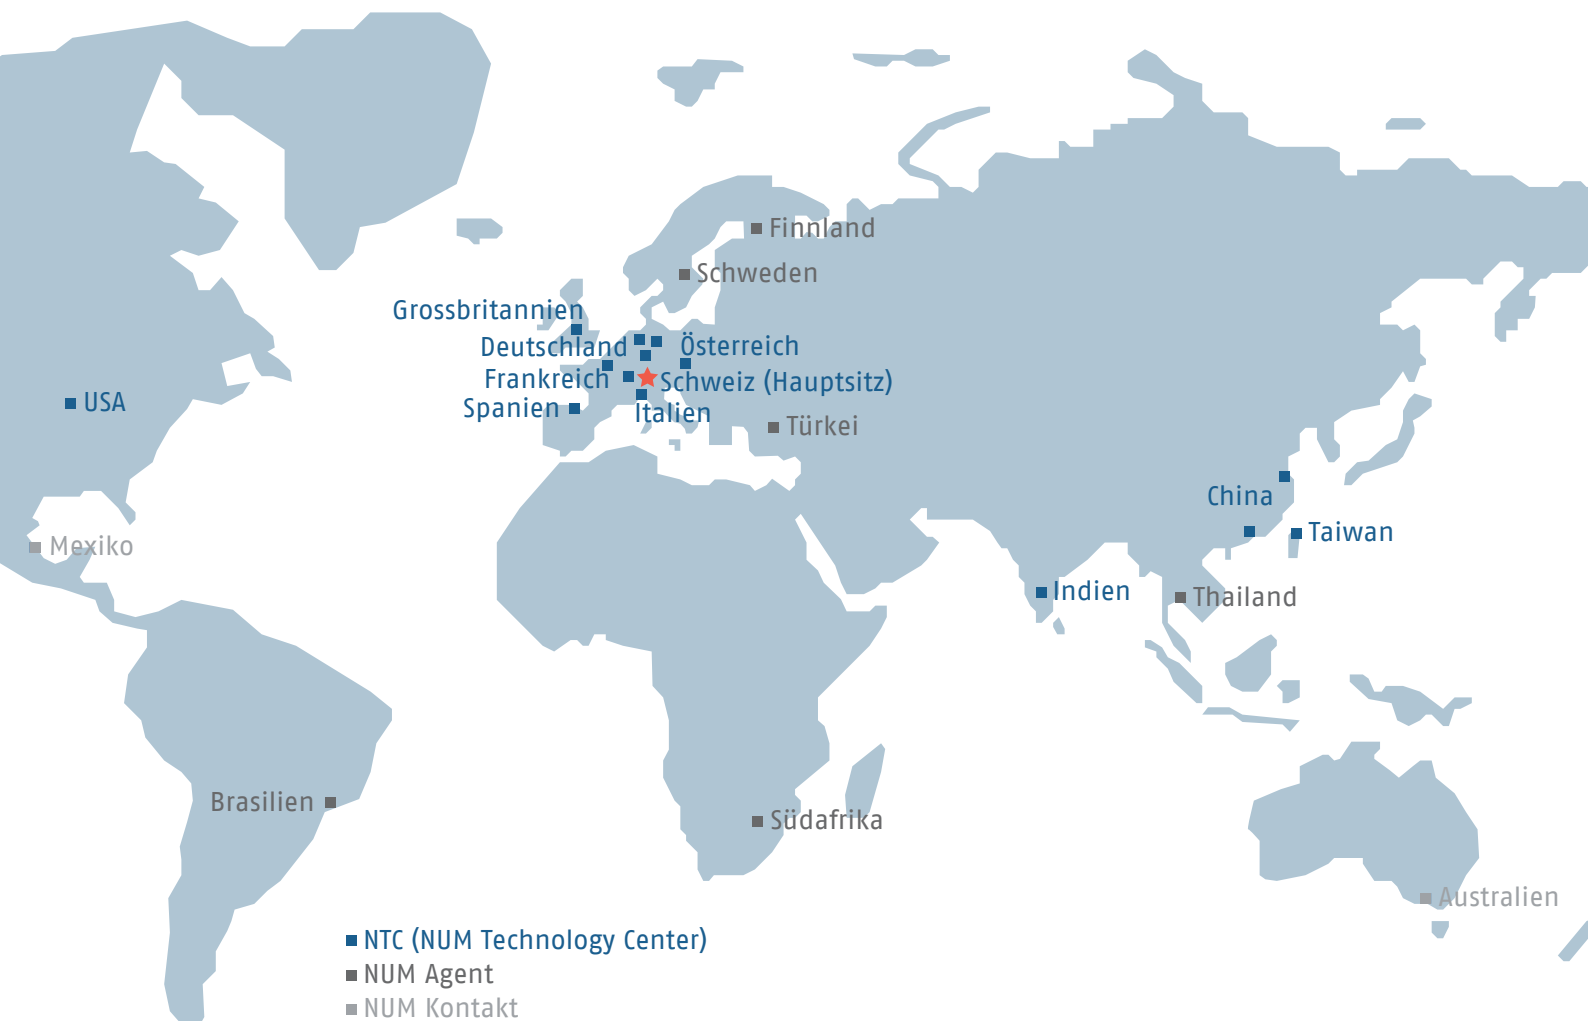 Finnland
Schweden
Grossbritannien
Deutschland
Österreich
Frankreich
Schweiz (Hauptsitz)
USA
Spanien
Italien
Türkei
China
Taiwan
Mexiko
Indien
Thailand
Brasilien
Südafrika
Australien
NTC (NUM Technology Center)
NUM Agent
NUM Kontakt